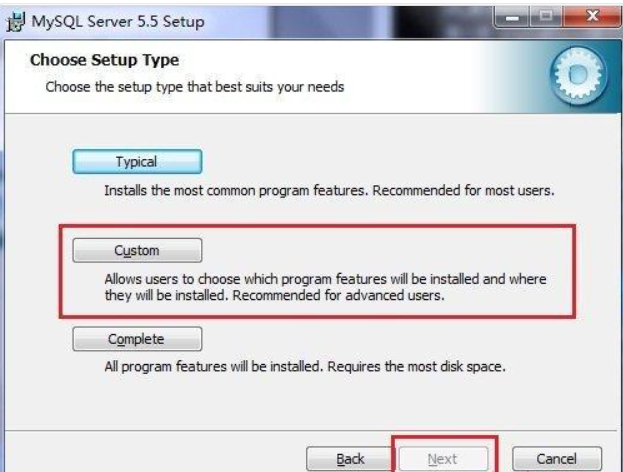 MySQL Server 5.5 Setup
Choose Setup Type
Choose the setup type that best suits your needs
Typical
Installs the most common program features. Recommended for most users.
Custom
Allows users to choose which program features will be installed and where
they will be installed. Recommended for advanced users.
Complete
All program features will be installed. Requires the most disk space.
Back Next Cancel